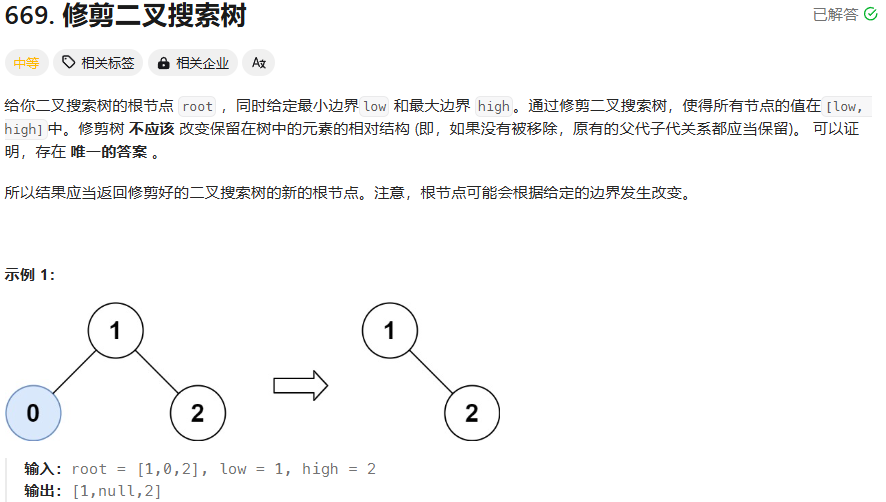 669. 修剪二叉搜索树
已解答
中等 相关标签 相关企业 Aえ
给你二叉搜索树的根节点 root ，同时给定最小边界 low 和最大边界 high。通过修剪二叉搜索树，使得所有节点的值在[low,
high]中。修剪树 不应该 改变保留在树中的元素的相对结构 (即，如果没有被移除，原有的父代子代关系都应当保留)。 可以证
明，存在 唯一的答案 。
所以结果应当返回修剪好的二叉搜索树的新的根节点。注意，根节点可能会根据给定的边界发生改变。
示例 1：
1
0
2
1
2
输入：root = [1,0,2], low = 1, high = 2
输出：[1,null,2]